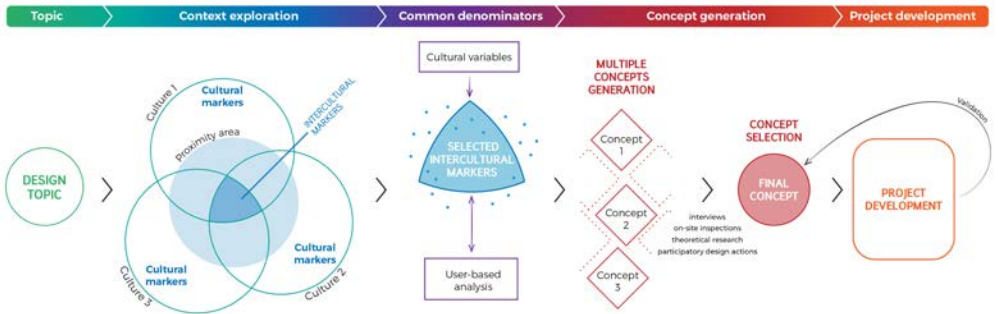 Topic
Context exploration
Common denominators
Concept generation
Project development
DESIGN
TOPIC
Culture 1
Cultural
markers
Proximity area
INTERCULTURAL
MARKERS
Cultural
markers
Culture 3
Cultural
markers
Culture 2
Cultural variables
SELECTED
INTERCULTURAL
MARKERS
User-based
analysis
MULTIPLE
CONCEPTS
GENERATION
Concept
1
Concept
2
Concept
3
interviews
on-site inspections
theoretical research
participatory design actions
CONCEPT
SELECTION
FINAL
CONCEPT
Validation
PROJECT
DEVELOPMENT